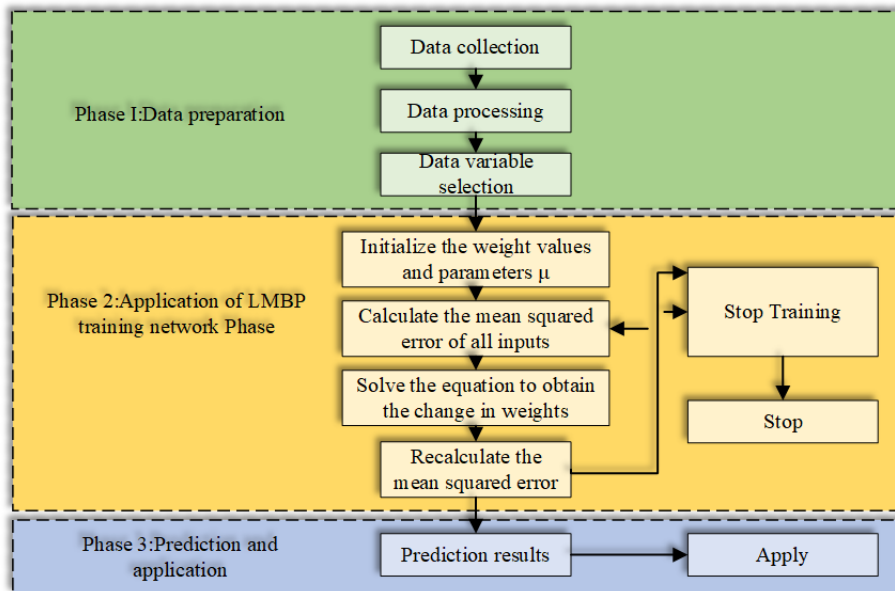 Data collection
Phase I:Data preparation
Data processing
Data variable
selection
Initialize the weight values
and parameters μ
Phase 2:Application of LMBP
training network Phase
Calculate the mean squared
error of all inputs
Stop Training
Solve the equation to obtain
the change in weights
Stop
Recalculate the
mean squared error
Phase 3:Prediction and
application
Prediction results
Apply